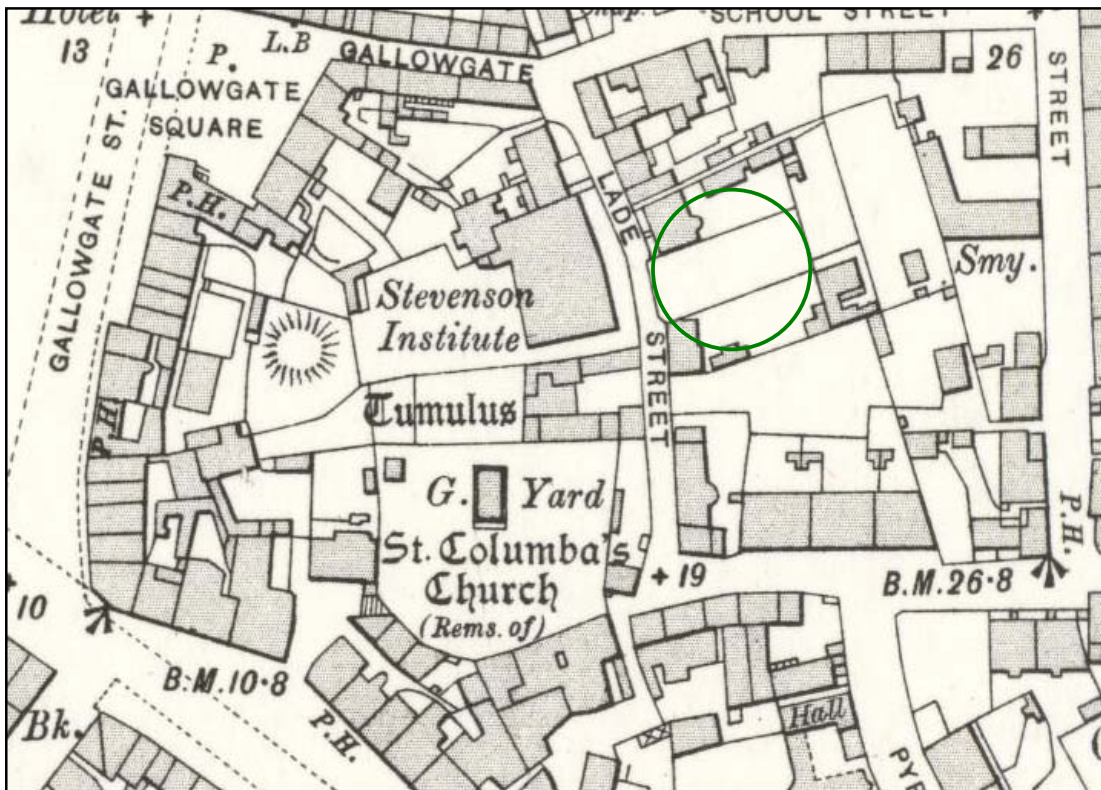 Hotel
13
P.
L.B
GALLOWGATE
GALLOWGATE
SQUARE
GALLOWGATE ST.
SCHOOL STREET
26
STREET
P.H.
LADE
STREET
Smy.
Stevenson
Institute
Tumulus
P.H.
G. Yard
St. Columba's
Church
(Rems. of)
+ 19
B.M. 26·8
P.H.
10
B.M. 10·8
P.H.
Bk.
Hall